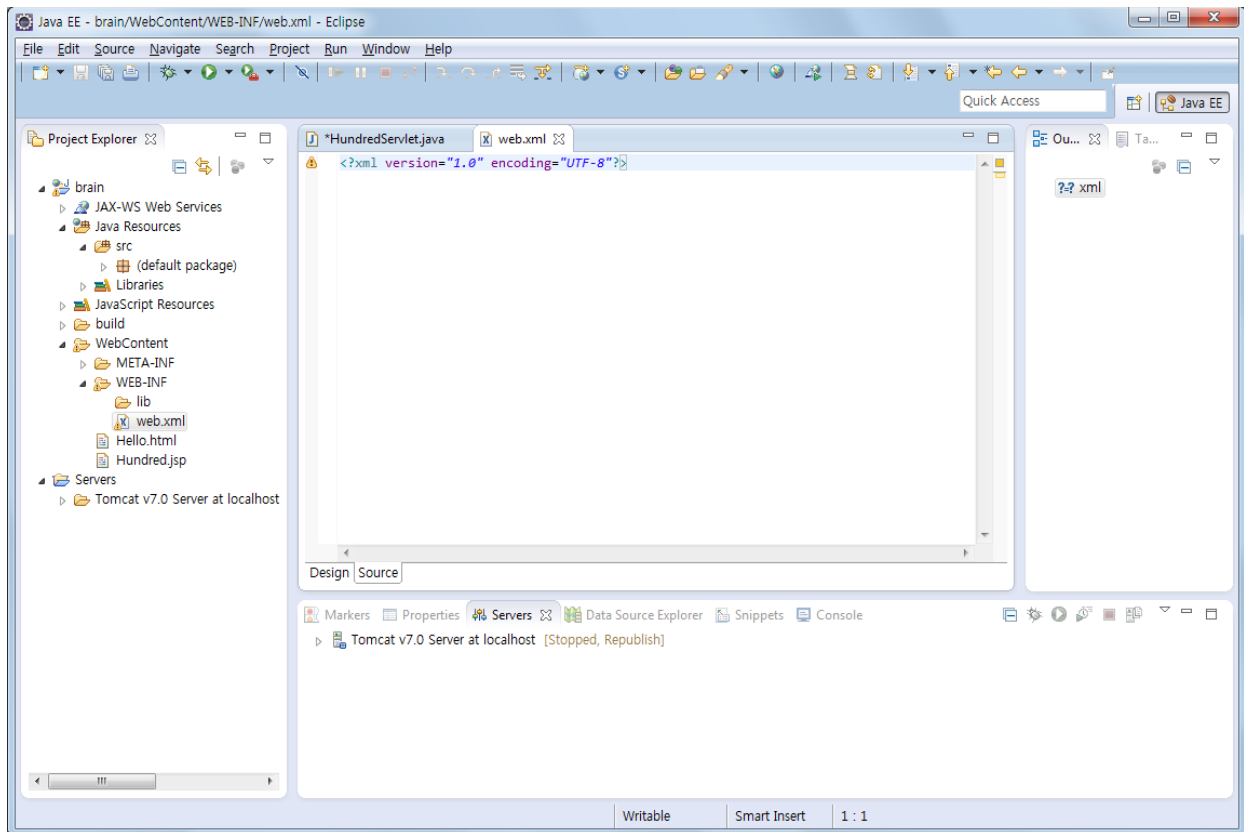 Java EE - brain/WebContent/WEB-INF/web.xml - Eclipse
File Edit Source Navigate Search Project Run Window Help
Quick Access
Java EE
Project Explorer
brain
JAX-WS Web Services
Java Resources
src
(default package)
Libraries
JavaScript Resources
build
WebContent
META-INF
WEB-INF
lib
web.xml
Hello.html
Hundred.jsp
Servers
Tomcat v7.0 Server at localhost
*HundredServlet.java web.xml
<?xml version="1.0" encoding="UTF-8"?>
Design Source
Ou... Ta...
?=? xml
Markers Properties Servers Data Source Explorer Snippets Console
Tomcat v7.0 Server at localhost [Stopped, Republish]
Writable Smart Insert 1 : 1